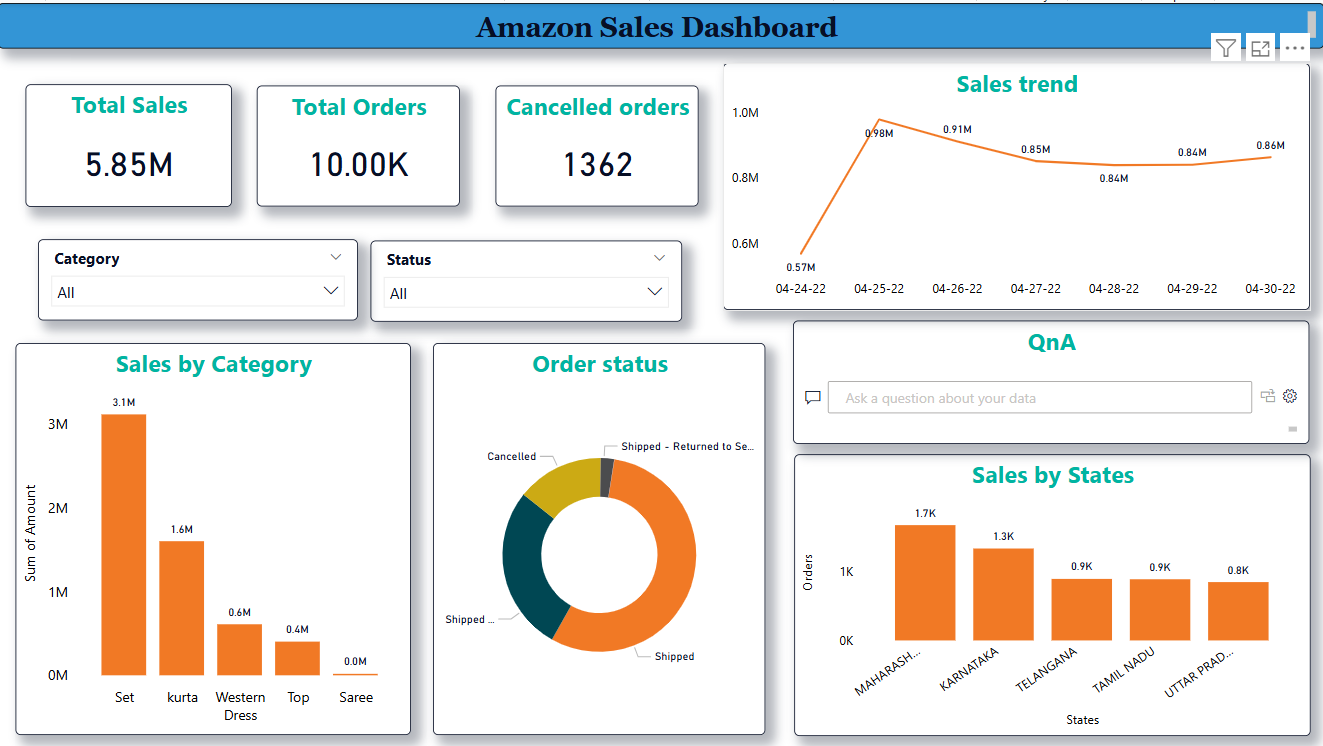 Amazon Sales Dashboard
Total Sales
5.85M
Total Orders
10.00K
Cancelled orders
1362
Sales trend
1.0M
0.8M
0.6M
0.57M
0.98M
0.91M
0.85M
0.84M
0.84M
0.86M
04-24-22
04-25-22
04-26-22
04-27-22
04-28-22
04-29-22
04-30-22
Category
All
Status
All
Sales by Category
Sum of Amount
3M
2M
1M
0M
3.1M
1.6M
0.6M
0.4M
0.0M
Set
kurta
Western
Dress
Top
Saree
Order status
Cancelled
Shipped - Returned to Se...
Shipped ...
Shipped
QnA
Ask a question about your data
Sales by States
Orders
1K
0K
1.7K
1.3K
0.9K
0.9K
0.8K
MAHARASH...
KARNATAKA
TELANGANA
TAMIL NADU
UTTAR PRAD...
States